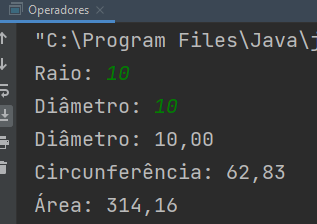 Operadores
"C:\Program Files\Java\
Raio: 10
Diâmetro: 10
Diâmetro: 10,00
Circunferência: 62,83
Área: 314,16